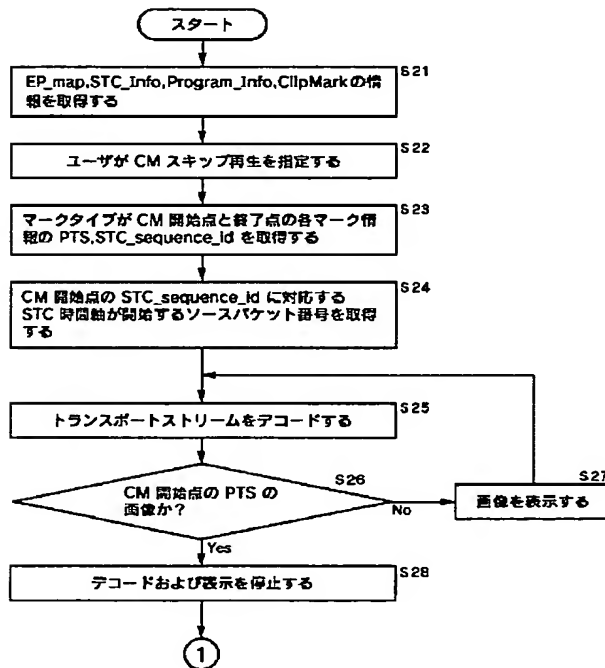 スタート
S21
EP_map,STC_Info,Program_Info,ClipMarkの情
報を取得する
S22
ユーザが CM スキップ再生を指定する
S23
マークタイプが CM 開始点と終了点の各マーク情
報の PTS,STC_sequence_id を取得する
S24
CM 開始点の STC_sequence_id に対応する
STC 時間軸が開始するソースパケット番号を取得
する
S25
トランスポートストリームをデコードする
S26
CM 開始点の PTS の
画像か?
No
S27
画像を表示する
Yes
S28
デコードおよび表示を停止する
1